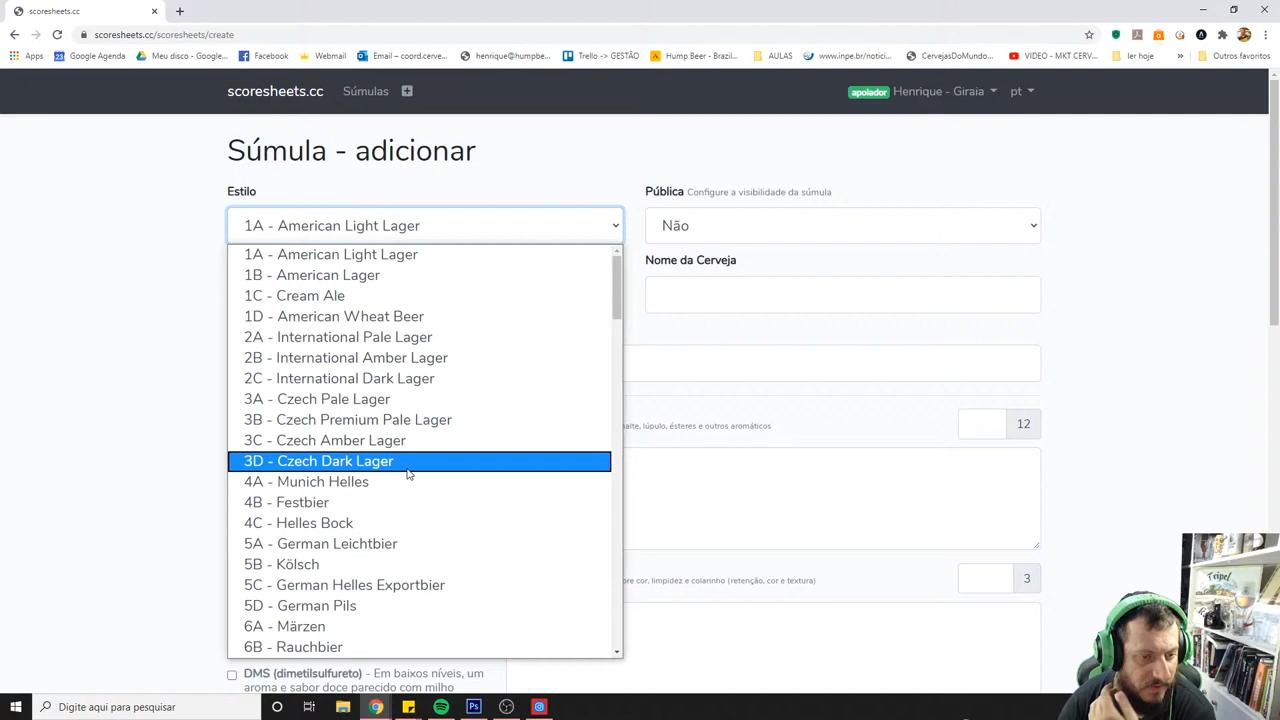 scoresheets.cc
scoresheets.cc/scoresheets/create
Apps
Google Agenda
Meu disco - Google...
Facebook
Webmail
Email – coord.cerve...
henrique@humpbe...
Trello -> GESTÃO
Hump Beer - Brazil...
AULAS
www.inpe.br/notici...
CervejasDoMundo...
VIDEO - MKT CERV...
ler hoje
»
Outros favoritos
scoresheets.cc
Súmulas
apoiador Henrique - Giraia
pt
Súmula - adicionar
Estilo
Pública Configure a visibilidade da súmula
1A - American Light Lager
Não
Nome da Cerveja
1A - American Light Lager
1B - American Lager
1C - Cream Ale
1D - American Wheat Beer
2A - International Pale Lager
2B - International Amber Lager
2C - International Dark Lager
3A - Czech Pale Lager
3B - Czech Premium Pale Lager
3C - Czech Amber Lager
3D - Czech Dark Lager
4A - Munich Helles
4B - Festbier
4C - Helles Bock
5A - German Leichtbier
5B - Kölsch
5C - German Helles Exportbier
5D - German Pils
6A - Märzen
6B - Rauchbier
malte, lúpulo, ésteres e outros aromáticos
12
cor, limpidez e colarinho (retenção, cor e textura)
3
DMS (dimetilsulfureto) - Em baixos níveis, um
aroma e sabor doce parecido com milho
Teipel
Digite aqui para pesquisar